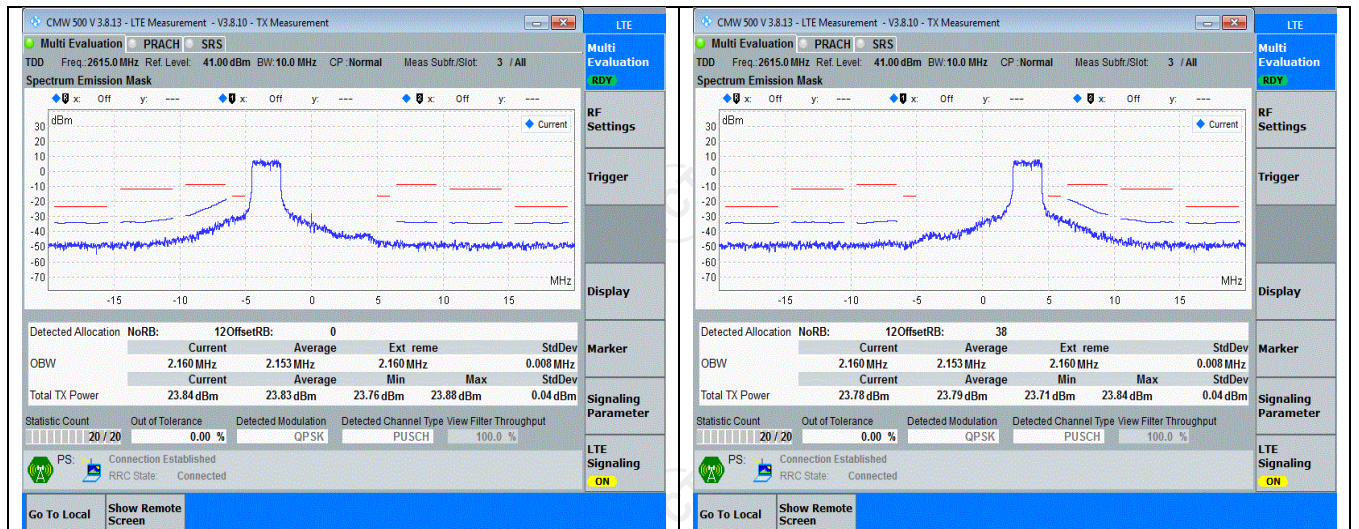 CMW 500 V 3.8.13 - LTE Measurement - V3.8.10 - TX Measurement
LTE
Multi Evaluation PRACH SRS
Multi
Evaluation
RDY
TDD Freq.:2615.0 MHz Ref. Level: 41.00 dBm BW:10.0 MHz CP :Normal Meas Subfr./Slot: 3 / All
Spectrum Emission Mask
0 x: Off y: --- 1 x: Off y: --- 2 x: Off y: ---
RF
Settings
dBm
Current
30
20
10
0
-10
-20
-30
-40
-50
-60
-70
MHz
-15 -10 -5 0 5 10 15
Trigger
Display
Detected Allocation NoRB: 12OffsetRB: 0
Current Average Ext reme StdDev
OBW 2.160 MHz 2.153 MHz 2.160 MHz 0.008 MHz
Current Average Min Max StdDev
Total TX Power 23.84 dBm 23.83 dBm 23.76 dBm 23.88 dBm 0.04 dBm
Marker
Signaling
Parameter
Statistic Count Out of Tolerance Detected Modulation Detected Channel Type View Filter Throughput
20 / 20 0.00 % QPSK PUSCH 100.0 %
PS: Connection Established
RRC State: Connected
LTE
Signaling
ON
Go To Local
Show Remote
Screen
CMW 500 V 3.8.13 - LTE Measurement - V3.8.10 - TX Measurement
LTE
Multi Evaluation PRACH SRS
Multi
Evaluation
RDY
TDD Freq.:2615.0 MHz Ref. Level: 41.00 dBm BW:10.0 MHz CP :Normal Meas Subfr./Slot: 3 / All
Spectrum Emission Mask
0 x: Off y: --- 1 x: Off y: --- 2 x: Off y: ---
RF
Settings
dBm
Current
30
20
10
0
-10
-20
-30
-40
-50
-60
-70
MHz
-15 -10 -5 0 5 10 15
Trigger
Display
Detected Allocation NoRB: 12OffsetRB: 38
Current Average Ext reme StdDev
OBW 2.160 MHz 2.153 MHz 2.160 MHz 0.008 MHz
Current Average Min Max StdDev
Total TX Power 23.78 dBm 23.79 dBm 23.71 dBm 23.84 dBm 0.04 dBm
Marker
Signaling
Parameter
Statistic Count Out of Tolerance Detected Modulation Detected Channel Type View Filter Throughput
20 / 20 0.00 % QPSK PUSCH 100.0 %
PS: Connection Established
RRC State: Connected
LTE
Signaling
ON
Go To Local
Show Remote
Screen